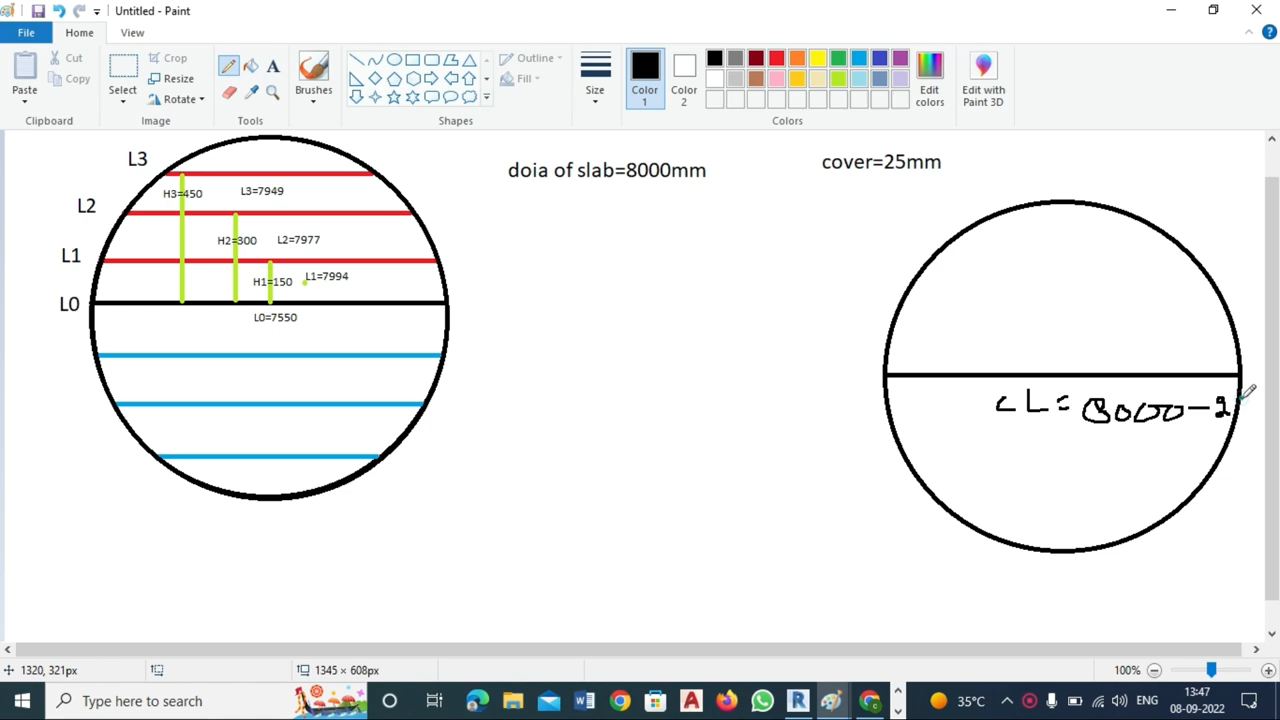 Untitled - Paint
File
Home
View
Paste
Cut
Copy
Clipboard
Select
Crop
Resize
Rotate
Image
A
Tools
Brushes
Shapes
Outline
Fill
Size
Color 1
Color 2
Colors
Edit colors
Edit with Paint 3D
L3
H3=450
L3=7949
L2
H2=300
L2=7977
L1
H1=150
L1=7994
L0
L0=7550
doia of slab=8000mm
cover=25mm
CL=8000-2
1320, 321px
1345 × 608px
100%
Type here to search
35°C
ENG
13:47
08-09-2022